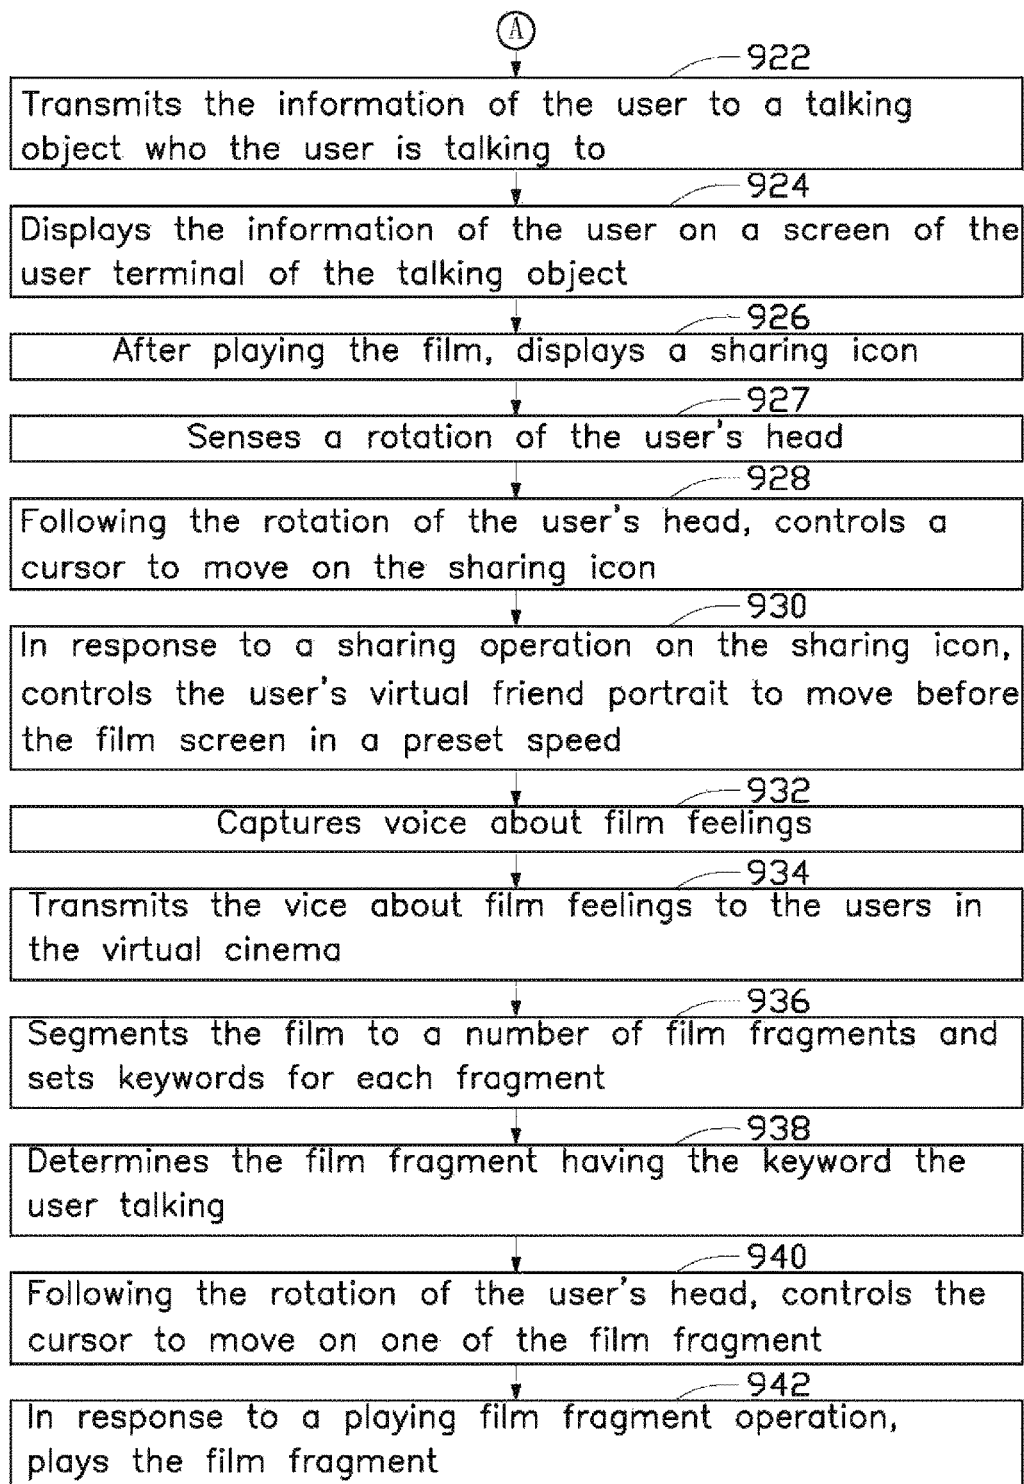 A
922
Transmits the information of the user to a talking
object who the user is talking to
924
Displays the information of the user on a screen of the
user terminal of the talking object
926
After playing the film, displays a sharing icon
927
Senses a rotation of the user's head
928
Following the rotation of the user's head, controls a
cursor to move on the sharing icon
930
In response to a sharing operation on the sharing icon,
controls the user's virtual friend portrait to move before
the film screen in a preset speed
932
Captures voice about film feelings
934
Transmits the vice about film feelings to the users in
the virtual cinema
936
Segments the film to a number of film fragments and
sets keywords for each fragment
938
Determines the film fragment having the keyword the
user talking
940
Following the rotation of the user's head, controls the
cursor to move on one of the film fragment
942
In response to a playing film fragment operation,
plays the film fragment